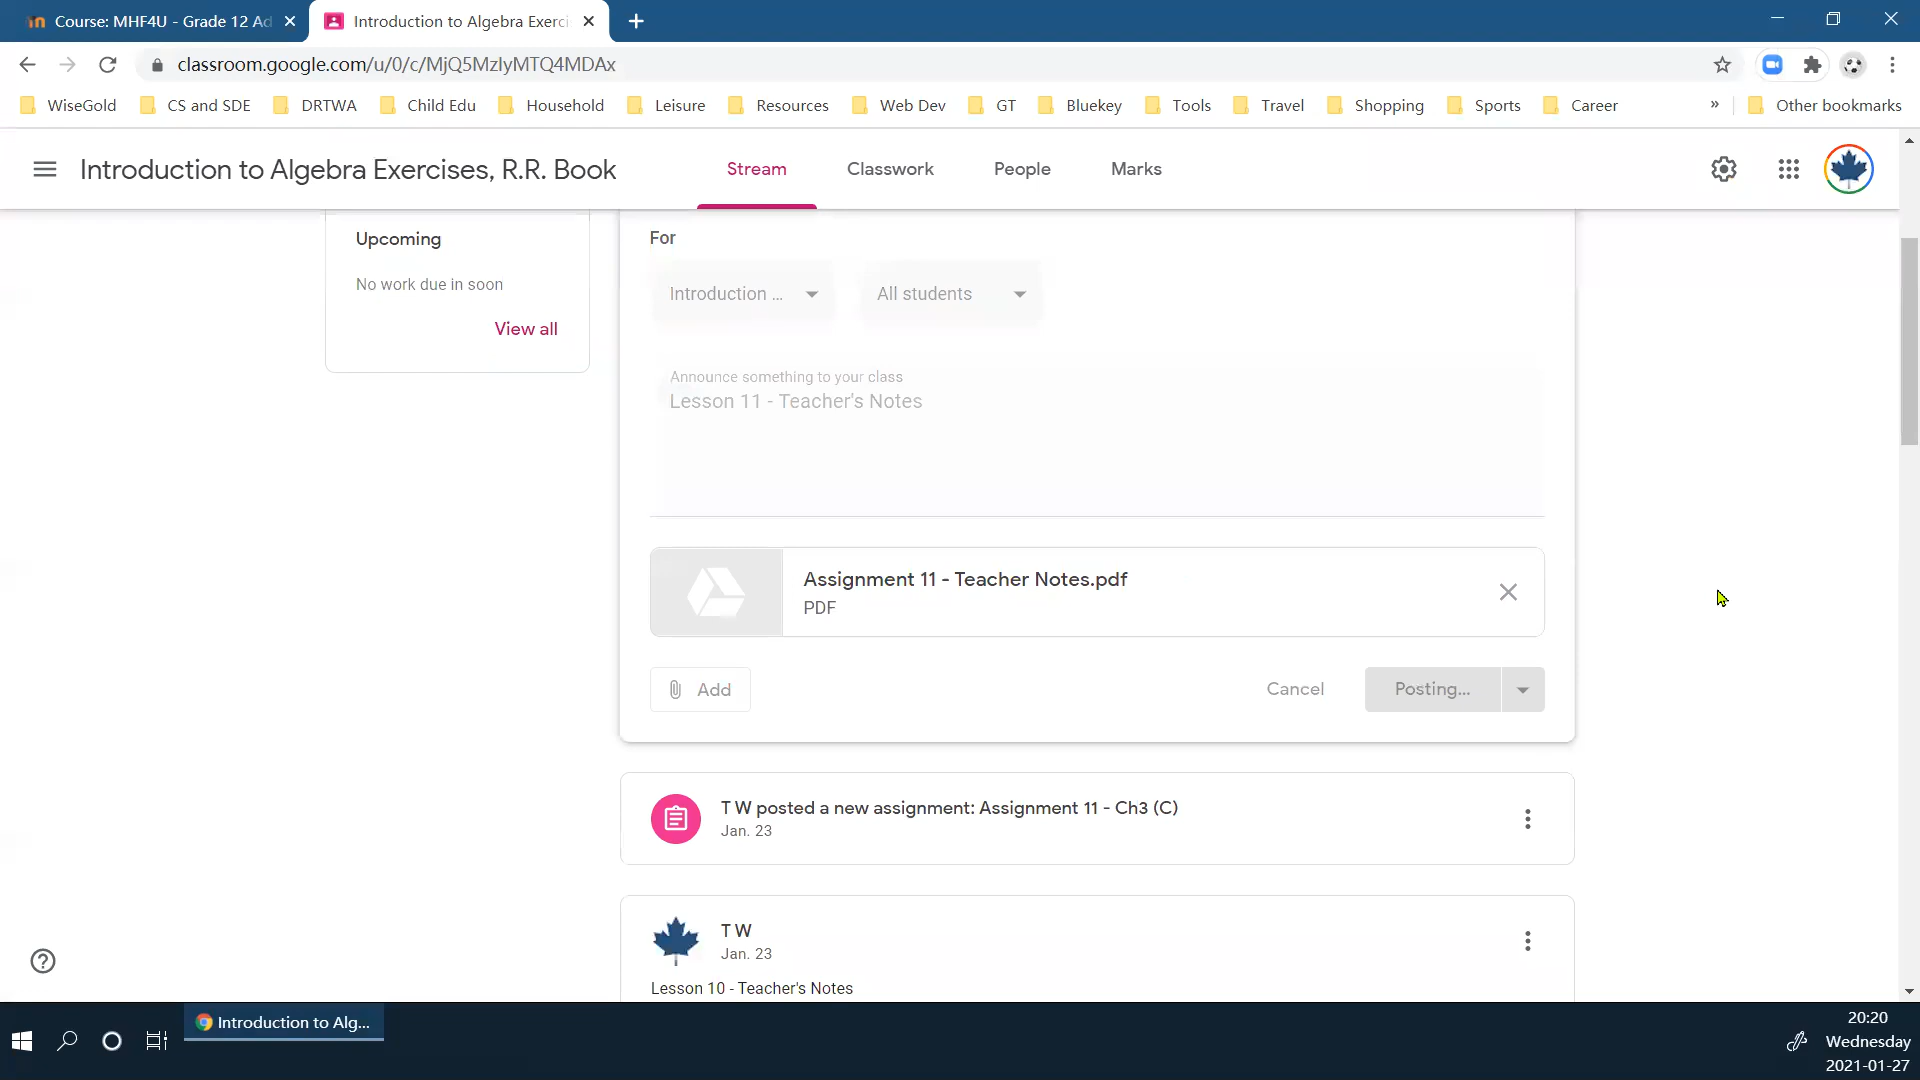 Course: MHF4U - Grade 12 Ad
Introduction to Algebra Exerci
classroom.google.com/u/0/c/MjQ5MzIyMTQ4MDAx
WiseGold
CS and SDE
DRTWA
Child Edu
Household
Leisure
Resources
Web Dev
GT
Bluekey
Tools
Travel
Shopping
Sports
Career
»
Other bookmarks
Introduction to Algebra Exercises, R.R. Book
Stream
Classwork
People
Marks
Upcoming
No work due in soon
View all
For
Introduction ...
All students
Announce something to your class
Lesson 11 - Teacher's Notes
Assignment 11 - Teacher Notes.pdf
PDF
Add
Cancel
Posting...
T W posted a new assignment: Assignment 11 - Ch3 (C)
Jan. 23
T W
Jan. 23
Lesson 10 - Teacher's Notes
Introduction to Alg...
20:20
Wednesday
2021-01-27